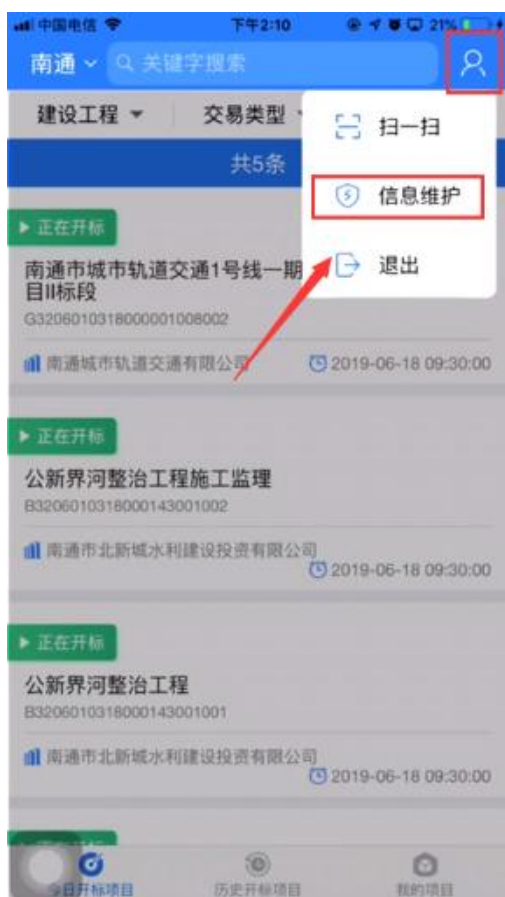 中国电信 下午2:10 21%
南通 关键字搜索
建设工程 交易类型
扫一扫
共5条
信息维护
正在开标
退出
南通市城市轨道交通1号线一期
目II标段
G3206010318000001008002
南通城市轨道交通有限公司 2019-06-18 09:30:00
正在开标
公新界河整治工程施工监理
B3206010318000143001002
南通市北新城水利建设投资有限公司
2019-06-18 09:30:00
正在开标
公新界河整治工程
B3206010318000143001001
南通市北新城水利建设投资有限公司
2019-06-18 09:30:00
今日开标项目 历史开标项目 我的项目